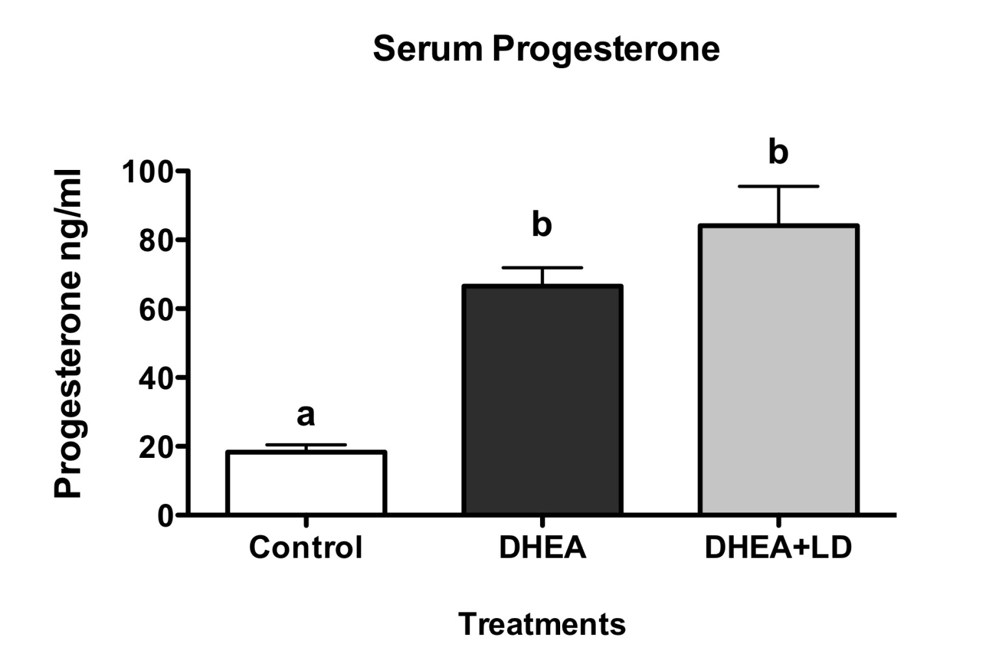 Serum Progesterone
Progesterone ng/ml
100
80
60
40
20
0
a
b
b
Control
DHEA
DHEA+LD
Treatments